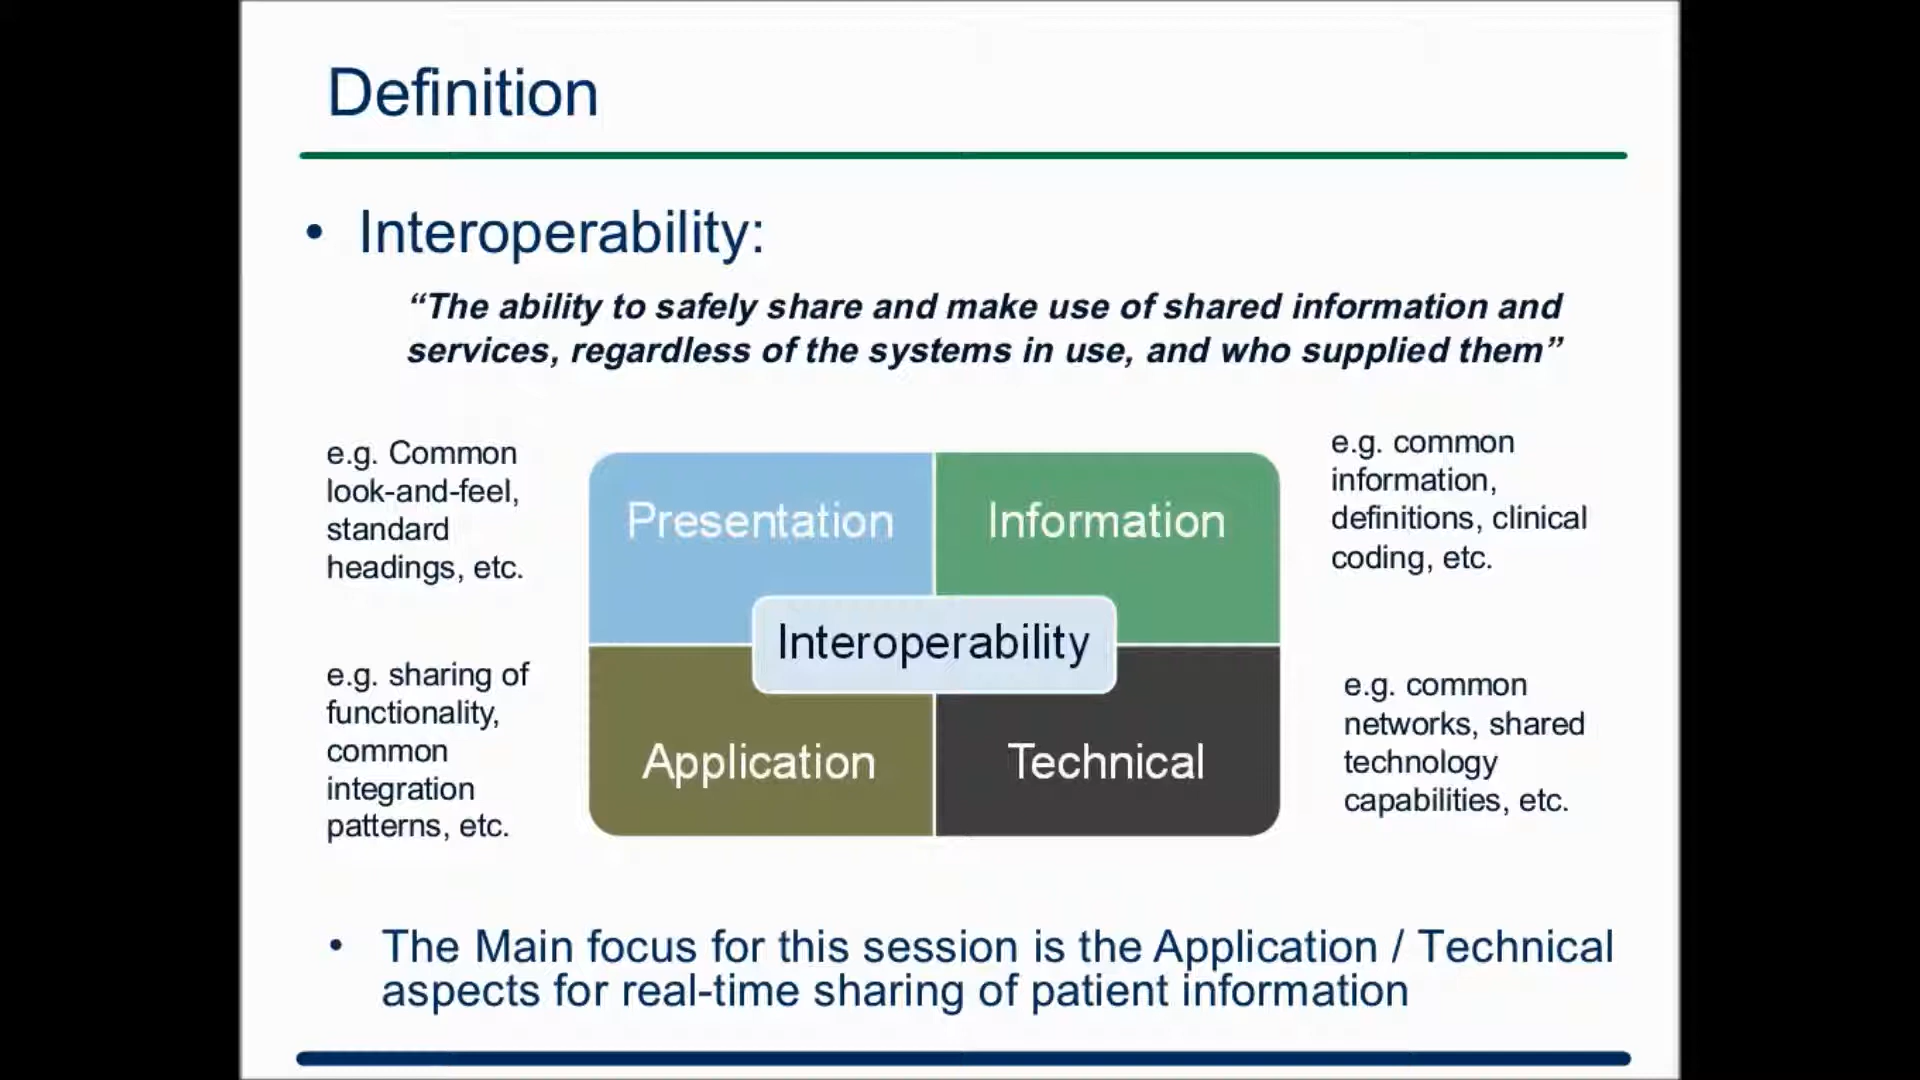 Definition
• Interoperability:
“The ability to safely share and make use of shared information and
services, regardless of the systems in use, and who supplied them”
e.g. Common
look-and-feel,
standard
headings, etc.
Presentation
Information
e.g. common
information,
definitions, clinical
coding, etc.
Interoperability
e.g. sharing of
functionality,
common
integration
patterns, etc.
Application
Technical
e.g. common
networks, shared
technology
capabilities, etc.
• The Main focus for this session is the Application / Technical
aspects for real-time sharing of patient information